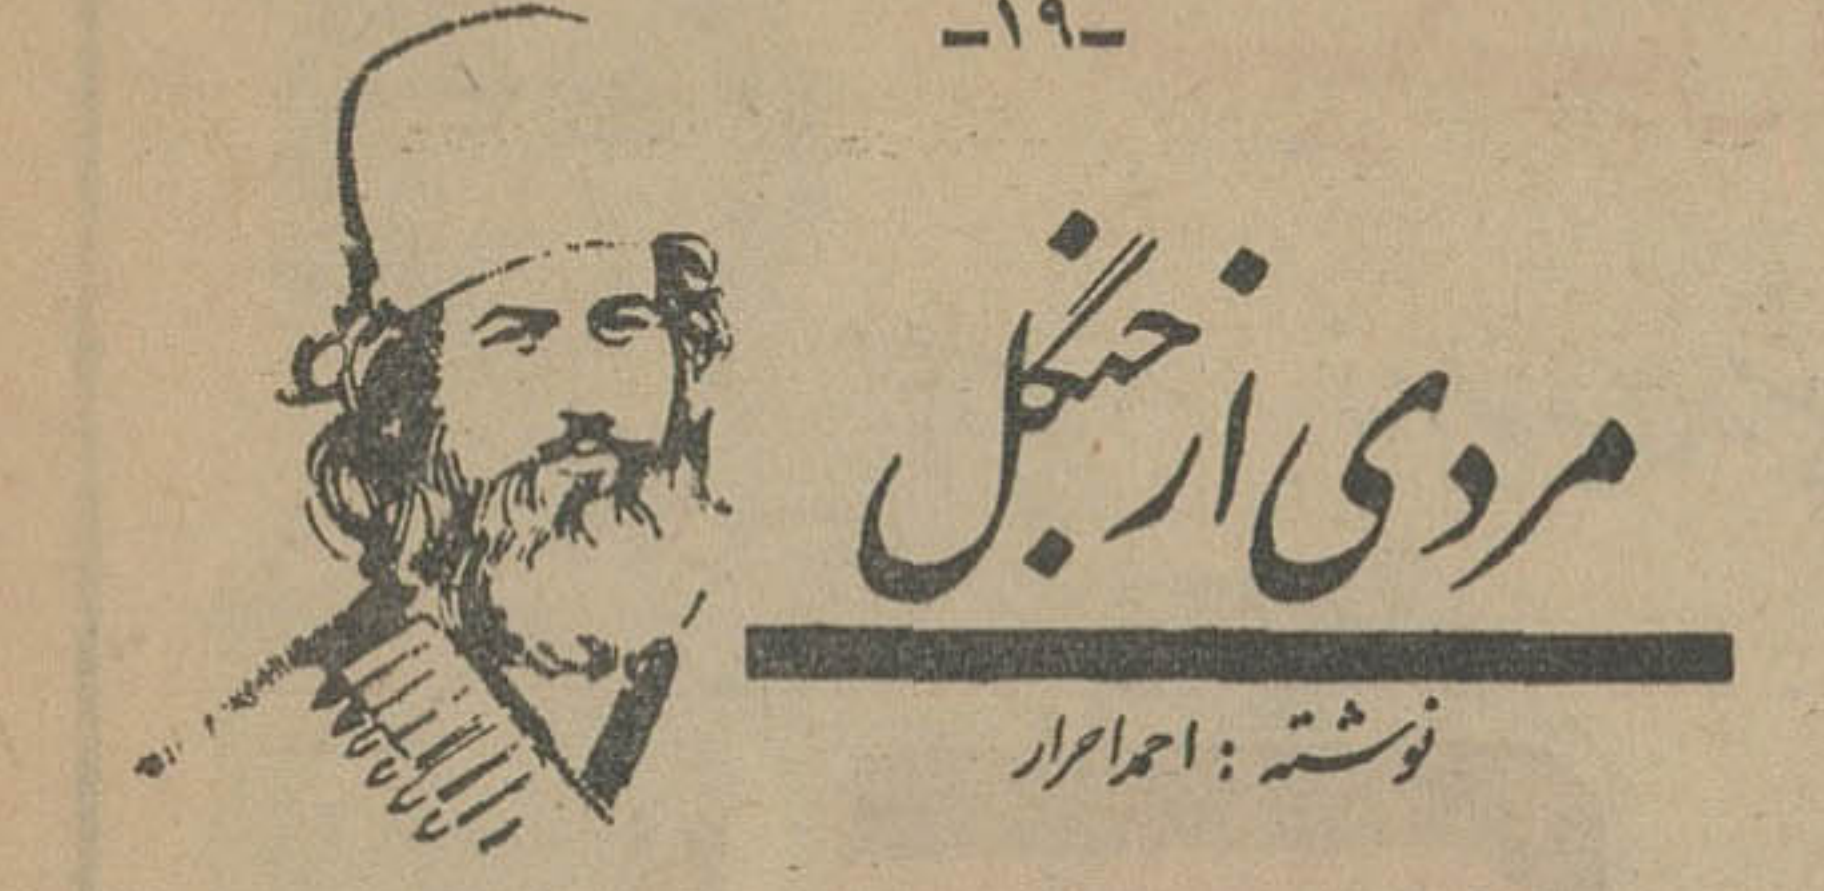 -۱۹-
مردی از جنگل
نوشته : احمد احرار